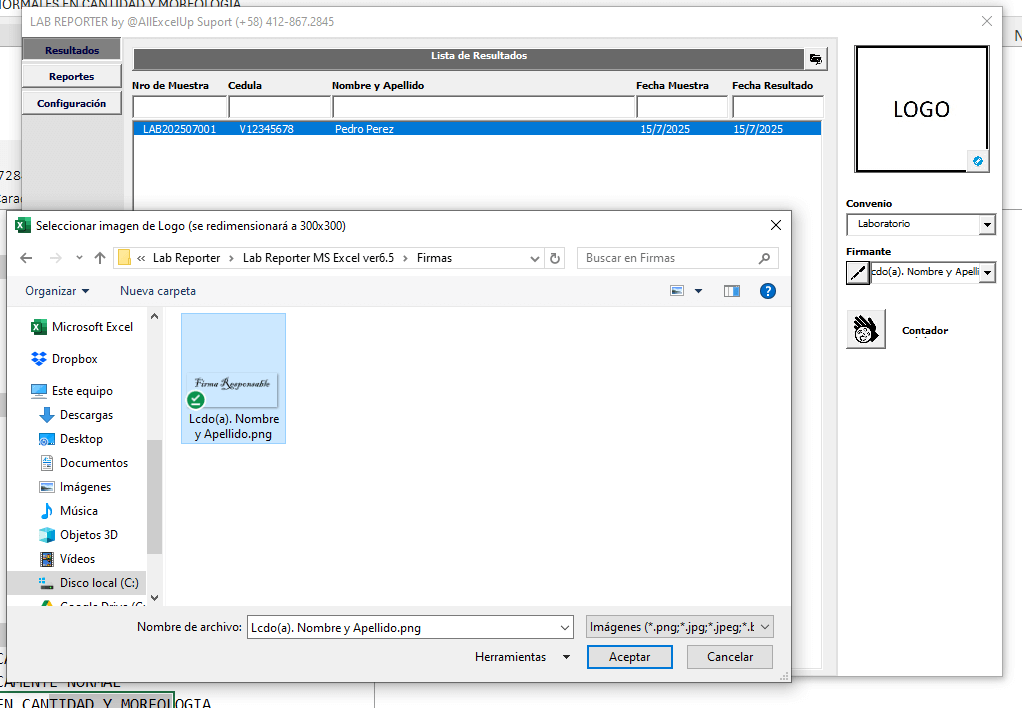 NORMALES EN CANTIDAD Y MORFOLOGIA
LAB REPORTER by @AllExcelUp Suport (+58) 412-867.2845
Resultados
Reportes
Configuración
Lista de Resultados
Nro de Muestra Cedula Nombre y Apellido Fecha Muestra Fecha Resultado
LAB202507001 V12345678 Pedro Perez 15/7/2025 15/7/2025
LOGO
Convenio
Laboratorio
Firmante
Lcdo(a). Nombre y Apelli
Contador
728
Cara
N
Seleccionar imagen de Logo (se redimensionará a 300x300)
« Lab Reporter › Lab Reporter MS Excel ver6.5 › Firmas
Buscar en Firmas
Organizar Nueva carpeta
Microsoft Excel
Dropbox
Este equipo
Descargas
Desktop
Documentos
Imágenes
Música
Objetos 3D
Vídeos
Disco local (C:)
Google Drive (G:
Firma Responsable
Lcdo(a). Nombre
y Apellido.png
Nombre de archivo: Lcdo(a). Nombre y Apellido.png Imágenes (*.png;*.jpg;*.jpeg;*.b
Herramientas Aceptar Cancelar
CAMENTE NORMAL
EN CANTIDAD Y MORFOLOGIA